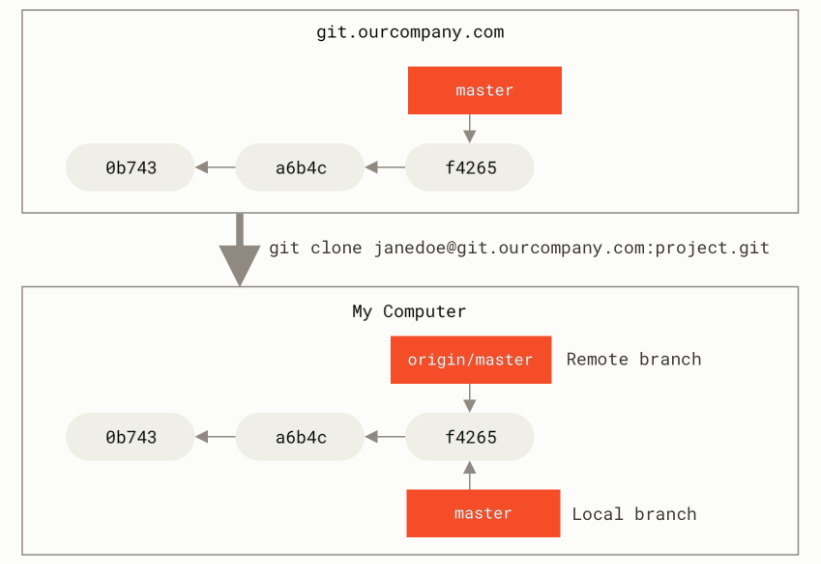 git.ourcompany.com
master
0b743
a6b4c
f4265
git clone janedoe@git.ourcompany.com:project.git
My Computer
origin/master
Remote branch
0b743
a6b4c
f4265
master
Local branch